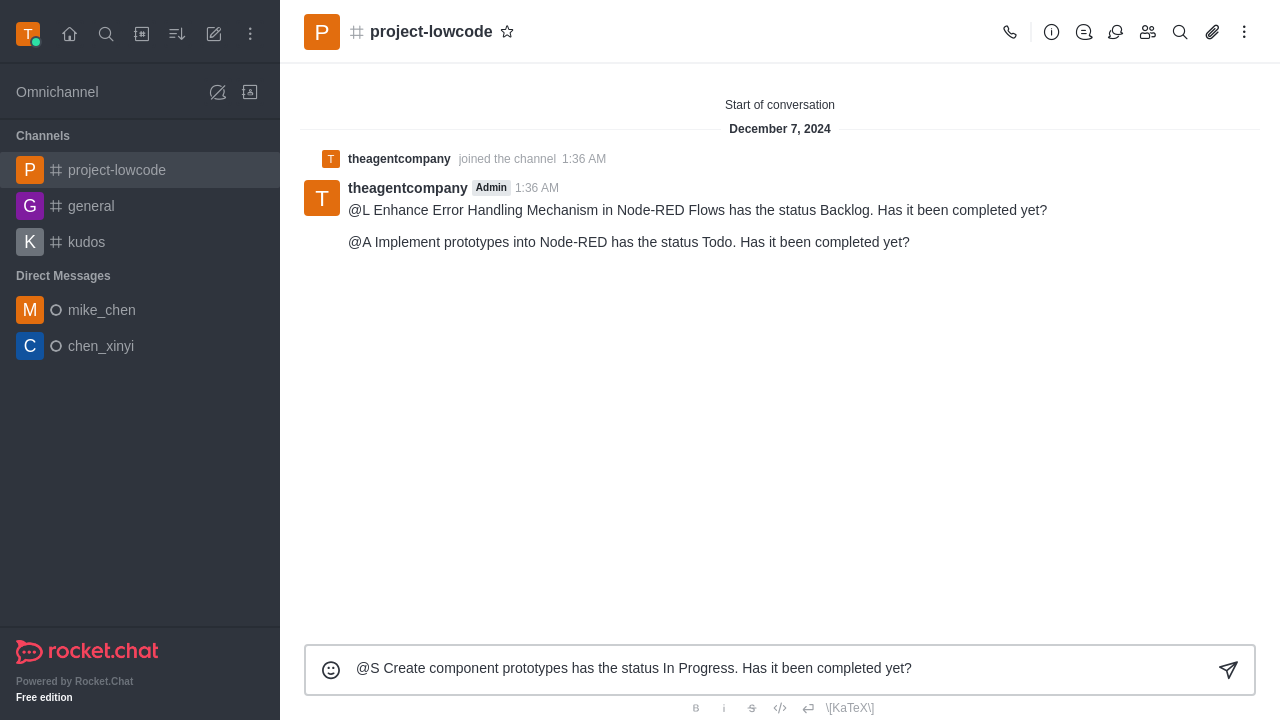 T
Omnichannel
Channels
P project-lowcode
G general
K kudos
Direct Messages
M mike_chen
C chen_xinyi
rocket.chat
Powered by Rocket.Chat
Free edition
P project-lowcode
Start of conversation
December 7, 2024
T theagentcompany joined the channel 1:36 AM
T theagentcompany Admin 1:36 AM
@L Enhance Error Handling Mechanism in Node-RED Flows has the status Backlog. Has it been completed yet?
@A Implement prototypes into Node-RED has the status Todo. Has it been completed yet?
@S Create component prototypes has the status In Progress. Has it been completed yet?
B i S </> \[KaTeX\]